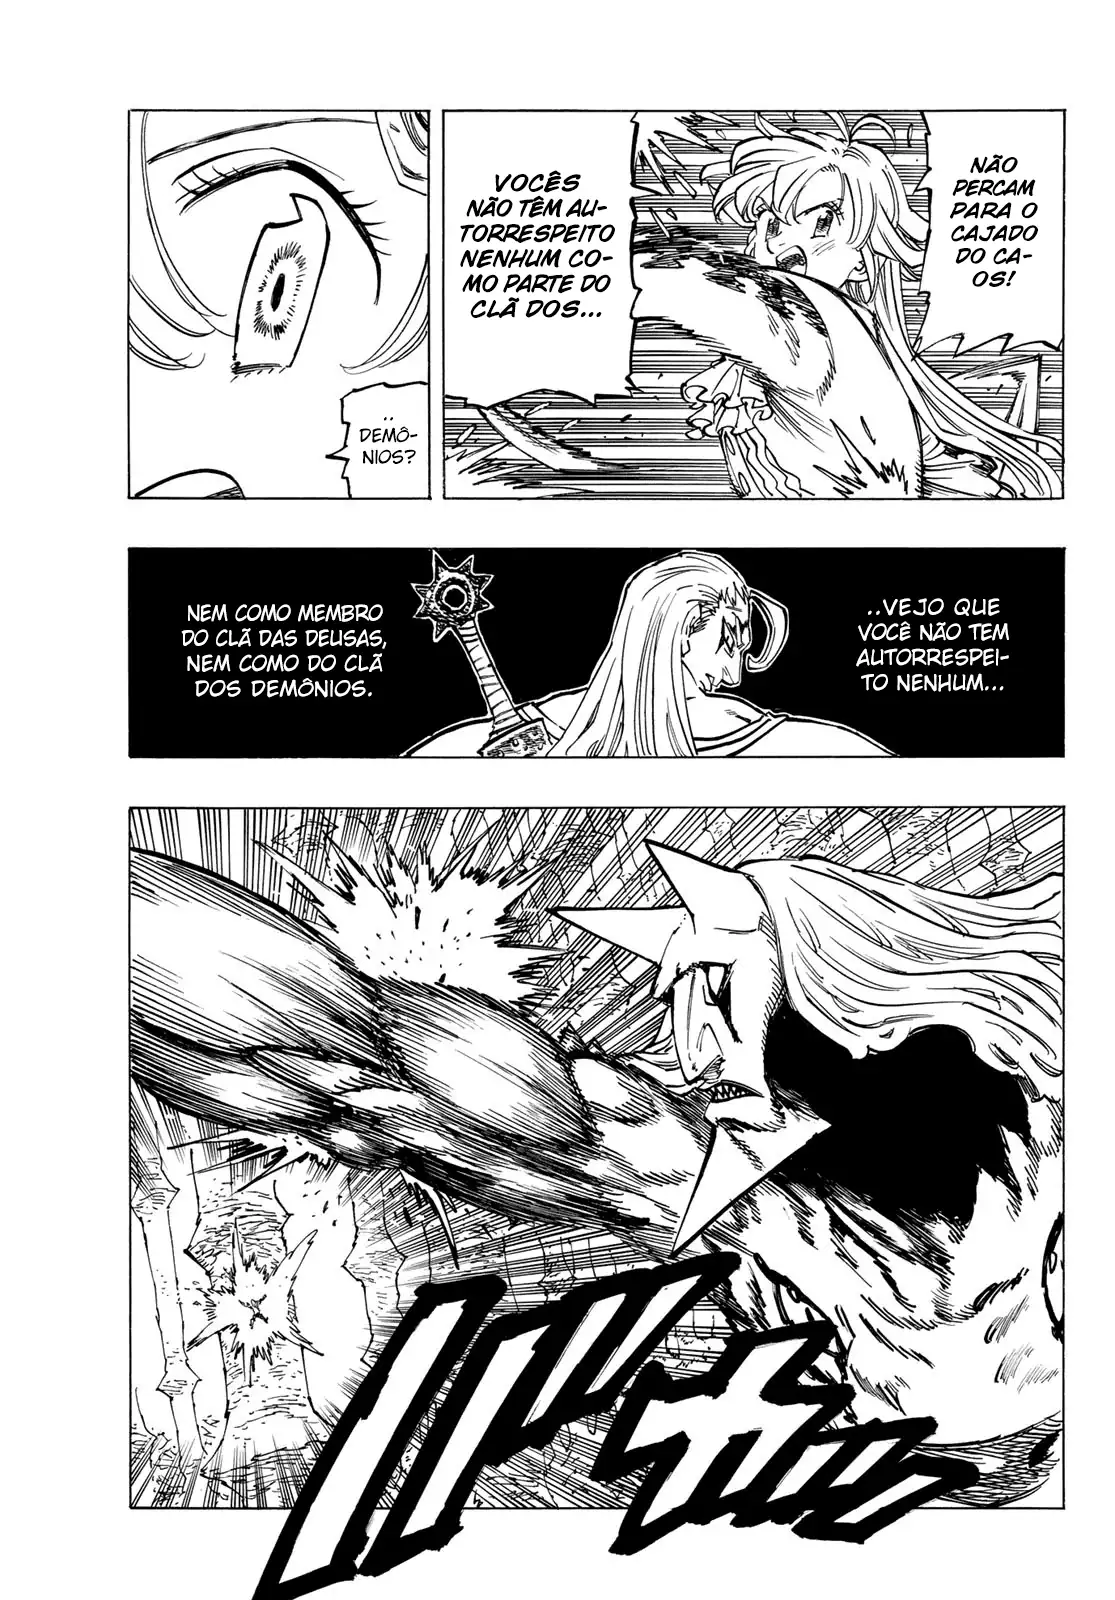 NÃO
PERCAM
PARA O
CAJADO
DO CA-
OS!
VOCÊS
NÃO TÊM AU-
TORRESPEITO
NENHUM CO-
MO PARTE DO
CLÃ DOS...
..
DEMÔ-
NIOS?
..VEJO QUE
VOCÊ NÃO TEM
AUTORRESPEI-
TO NENHUM...
NEM COMO MEMBRO
DO CLÃ DAS DEUSAS,
NEM COMO DO CLÃ
DOS DEMÔNIOS.